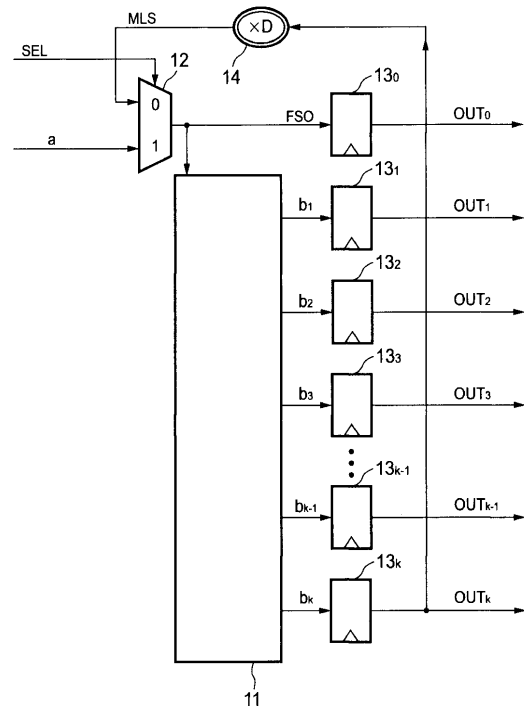 MLS
×D
14
SEL
12
0
1
a
FSO
13₀
OUT₀
13₁
b₁
OUT₁
13₂
b₂
OUT₂
13₃
b₃
OUT₃
13ₖ₋₁
bₖ₋₁
OUTₖ₋₁
13ₖ
bₖ
OUTₖ
11